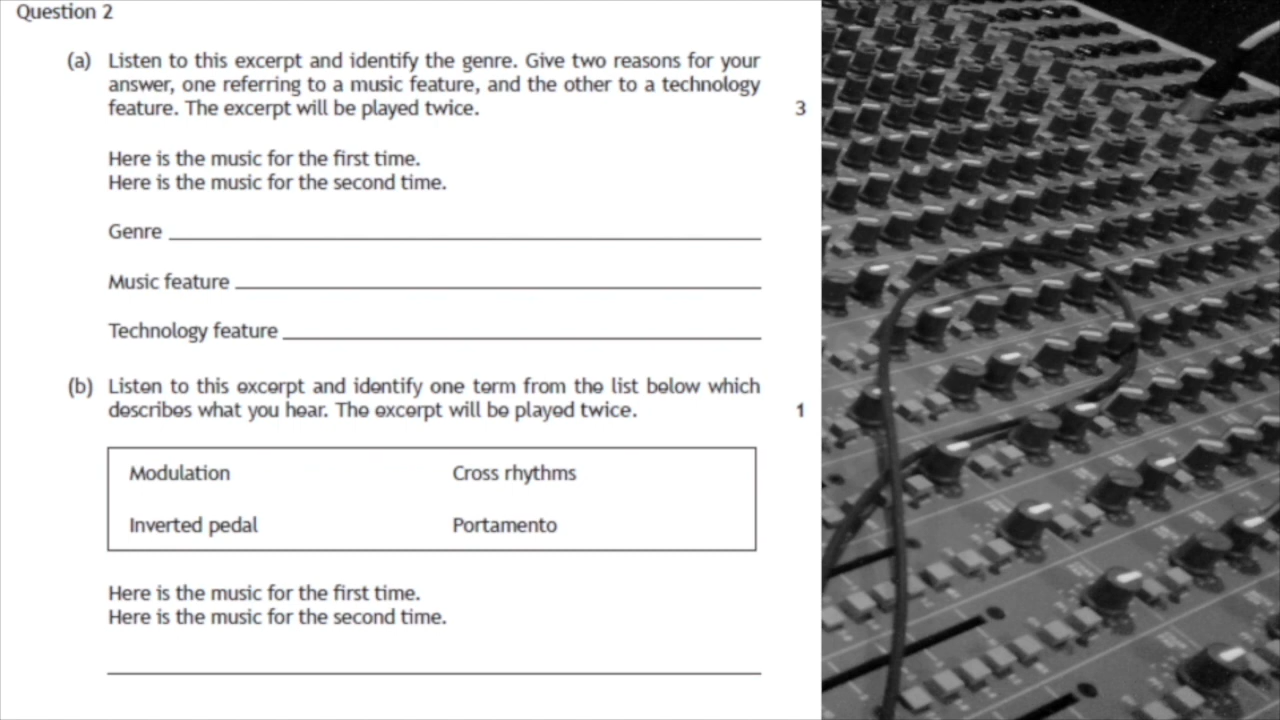 Question 2
(a) Listen to this excerpt and identify the genre. Give two reasons for your
answer, one referring to a music feature, and the other to a technology
feature. The excerpt will be played twice. 3
Here is the music for the first time.
Here is the music for the second time.
Genre
Music feature
Technology feature
(b) Listen to this excerpt and identify one term from the list below which
describes what you hear. The excerpt will be played twice. 1
Modulation Cross rhythms
Inverted pedal Portamento
Here is the music for the first time.
Here is the music for the second time.